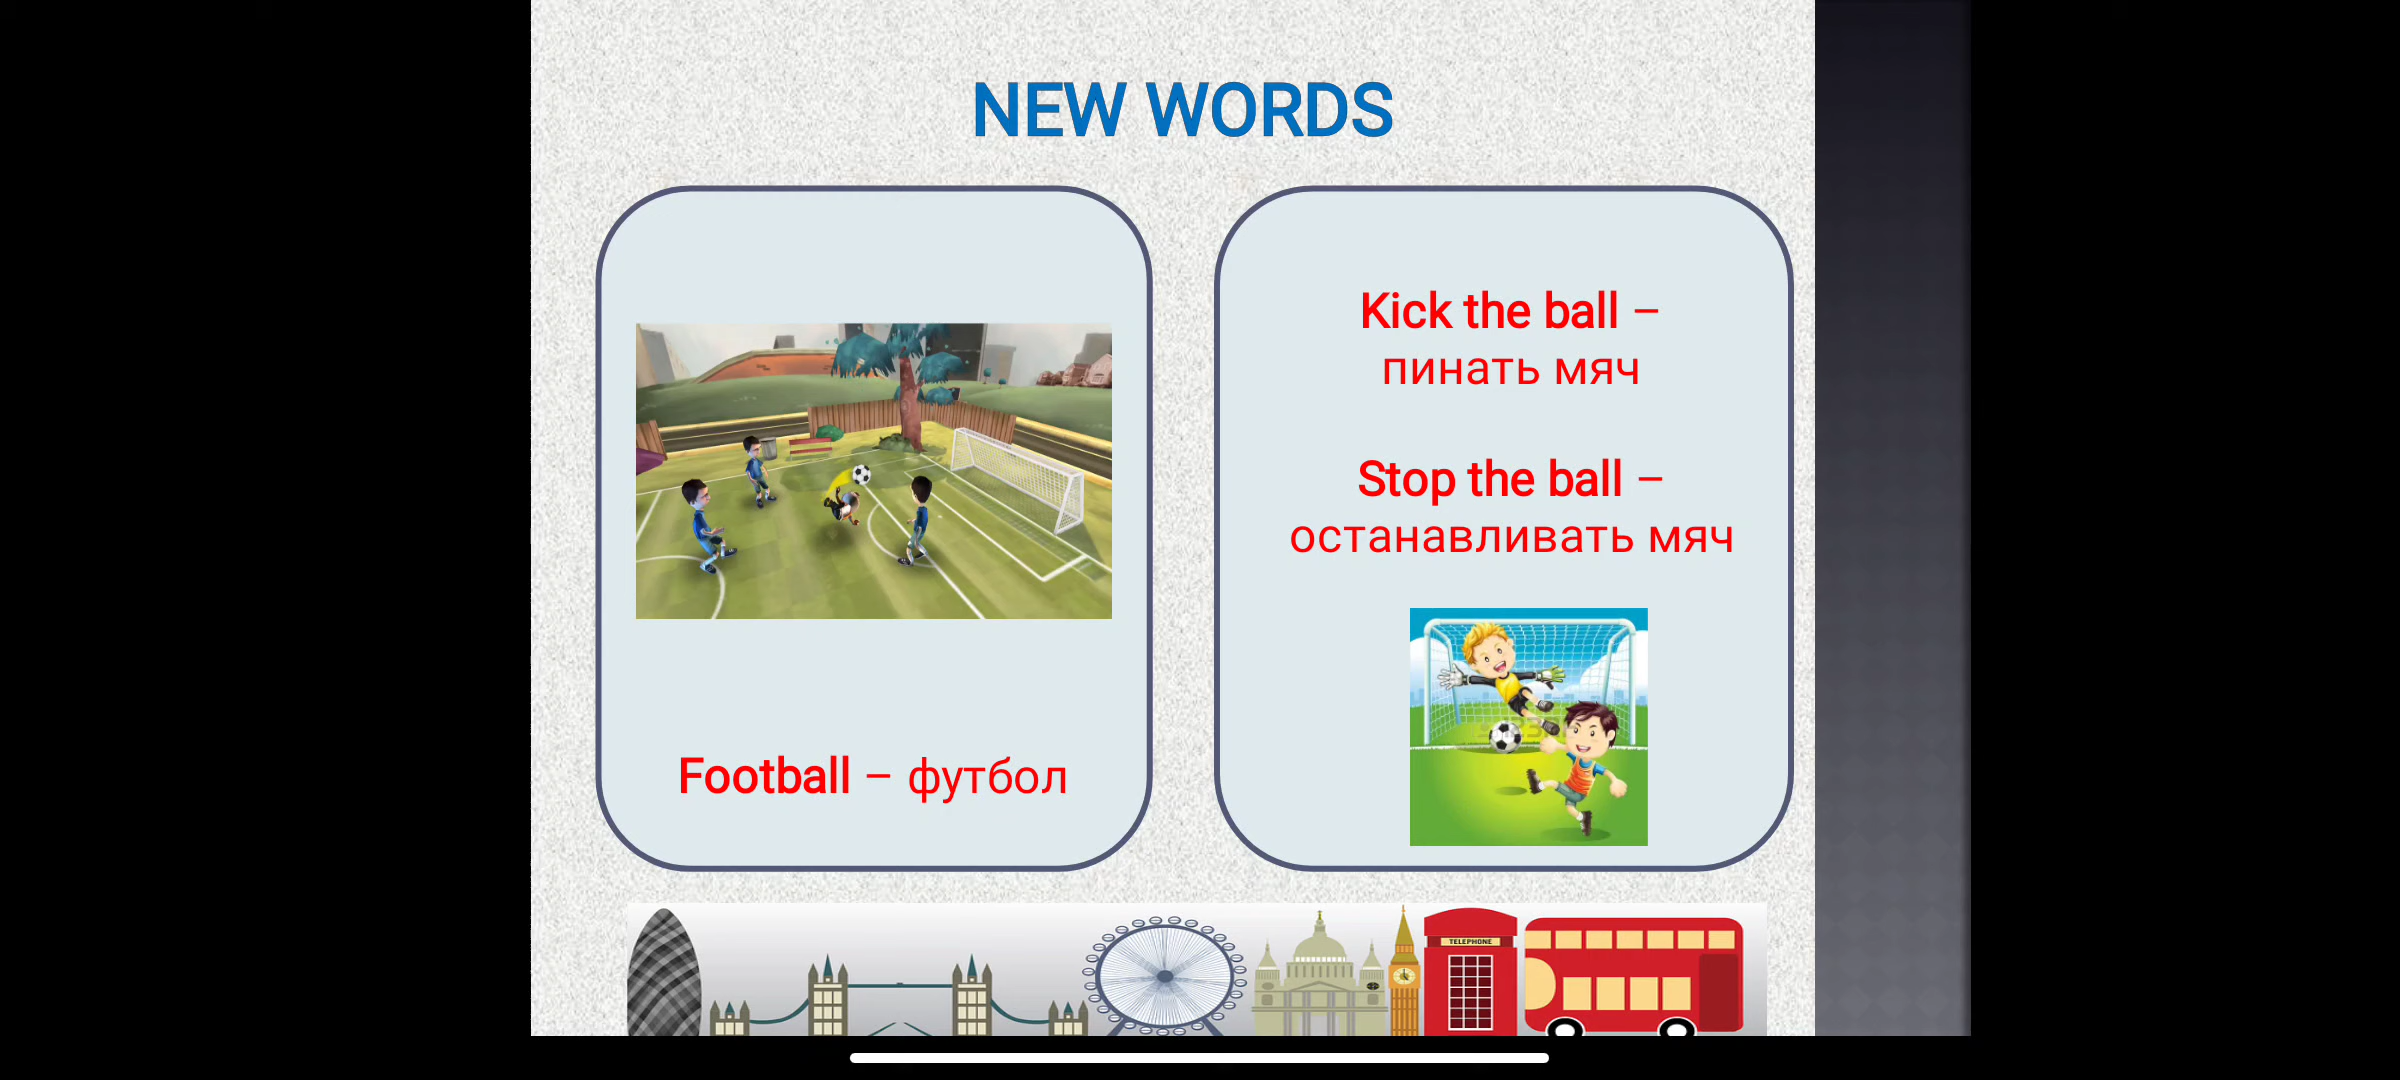 NEW WORDS
Football – футбол
Kick the ball –
пинать мяч
Stop the ball –
останавливать мяч
TELEPHONE